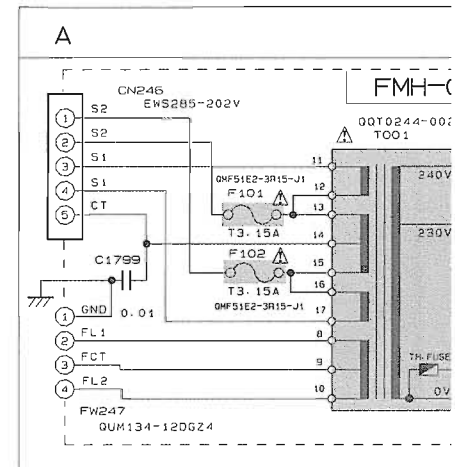 A
FMH-
CN246
EWS285-202V
QQT0244-002
T001
1 S2
2 S2
3 S1
4 S1
5 CT
11
240V
QMF51E2-3R15-J1
F101
12
13
T3.15A
14
230V
C1799
F102
15
T3.15A
16
QMF51E2-3R15-J1
17
1 GND
0.01
2 FL1
8
3 FCT
9
TH.FUSE
4 FL2
10
0V
FW247
QUM134-12DGZ4